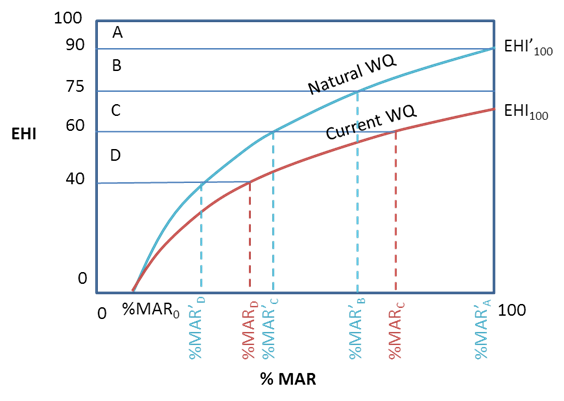 100
A
90
EHI'100
B
Natural WQ
75
C
EHI100
60
Current WQ
EHI
D
40
0
0
%MAR0
%MAR'D
%MARD
%MAR'C
%MAR'B
%MARC
%MAR'A
100
% MAR